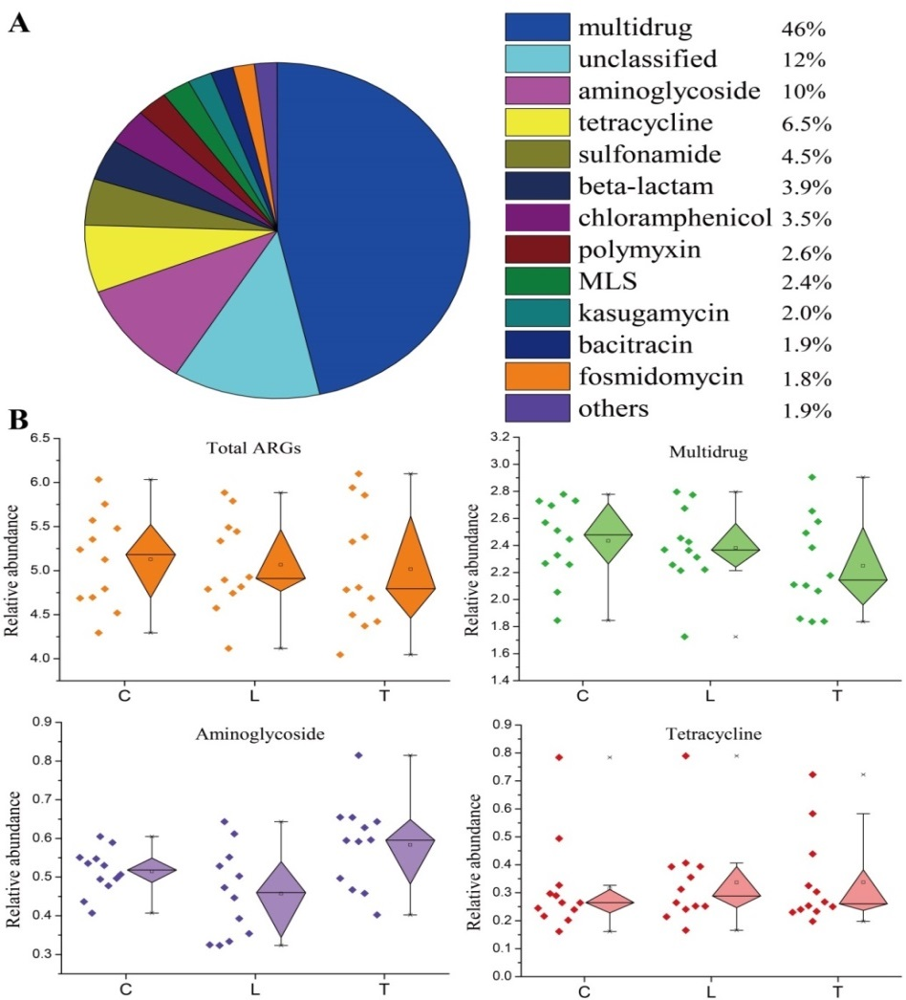 A
multidrug 46%
unclassified 12%
aminoglycoside 10%
tetracycline 6.5%
sulfonamide 4.5%
beta-lactam 3.9%
chloramphenicol 3.5%
polymyxin 2.6%
MLS 2.4%
kasugamycin 2.0%
bacitracin 1.9%
fosmidomycin 1.8%
others 1.9%
B
Total ARGs
Relative abundance
6.5
6.0
5.5
5.0
4.5
4.0
C L T
Multidrug
Relative abundance
3.2
3.0
2.8
2.6
2.4
2.2
2.0
1.8
1.6
1.4
C L T
Aminoglycoside
Relative abundance
0.9
0.8
0.7
0.6
0.5
0.4
0.3
C L T
Tetracycline
Relative abundance
0.9
0.8
0.7
0.6
0.5
0.4
0.3
0.2
0.1
0.0
C L T